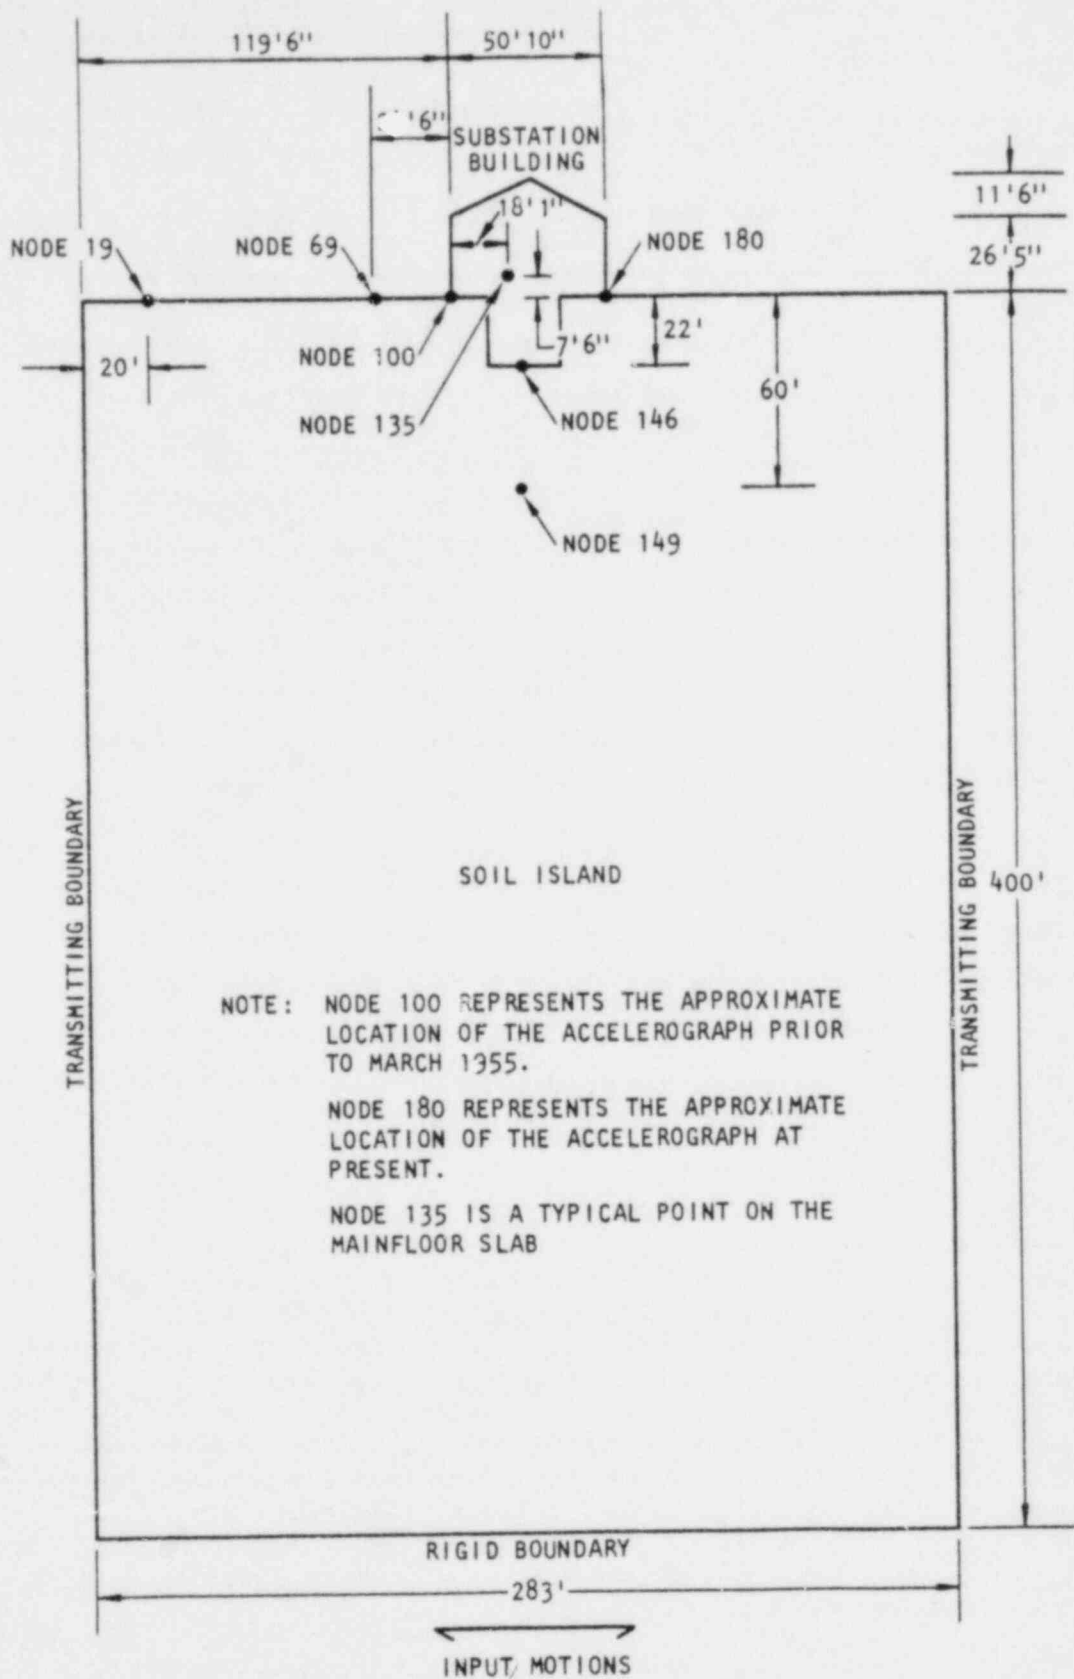 119'6"
50'10"
'6"
SUBSTATION
BUILDING
11'6"
18'1"
NODE 19
NODE 69
NODE 180
26'5"
20'
NODE 100
7'6"
22'
60'
NODE 135
NODE 146
NODE 149
TRANSMITTING BOUNDARY
TRANSMITTING BOUNDARY
SOIL ISLAND
400'
NOTE: NODE 100 REPRESENTS THE APPROXIMATE
LOCATION OF THE ACCELEROGRAPH PRIOR
TO MARCH 1355.
NODE 180 REPRESENTS THE APPROXIMATE
LOCATION OF THE ACCELEROGRAPH AT
PRESENT.
NODE 135 IS A TYPICAL POINT ON THE
MAINFLOOR SLAB
RIGID BOUNDARY
283'
INPUT MOTIONS